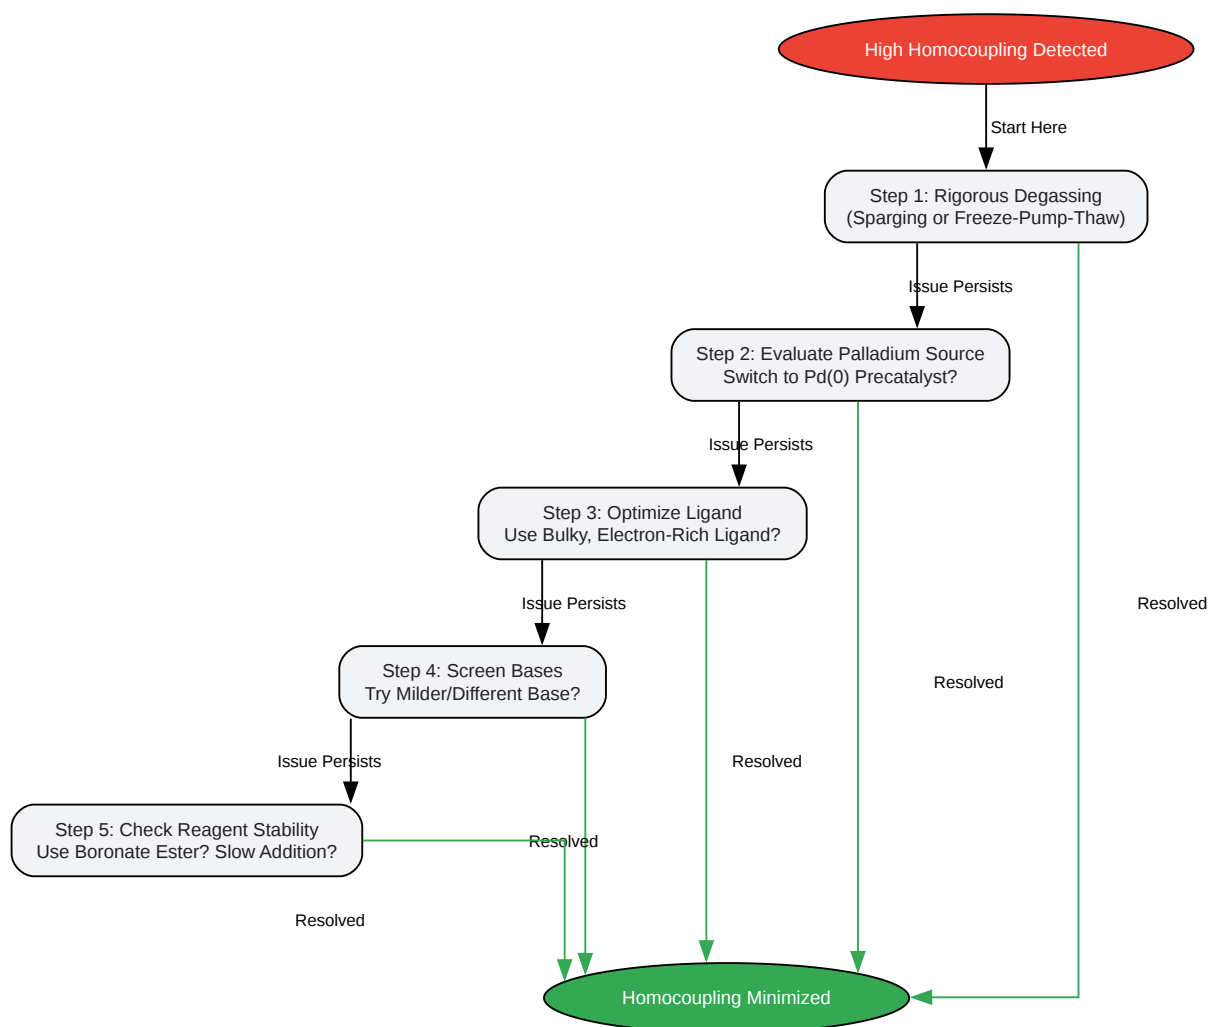 High Homocoupling Detected
Start Here
Step 1: Rigorous Degassing
(Sparging or Freeze-Pump-Thaw)
Issue Persists
Step 2: Evaluate Palladium Source
Switch to Pd(0) Precatalyst?
Issue Persists
Step 3: Optimize Ligand
Use Bulky, Electron-Rich Ligand?
Issue Persists
Resolved
Step 4: Screen Bases
Try Milder/Different Base?
Resolved
Issue Persists
Resolved
Step 5: Check Reagent Stability
Use Boronate Ester? Slow Addition?
Resolved
Resolved
Homocoupling Minimized